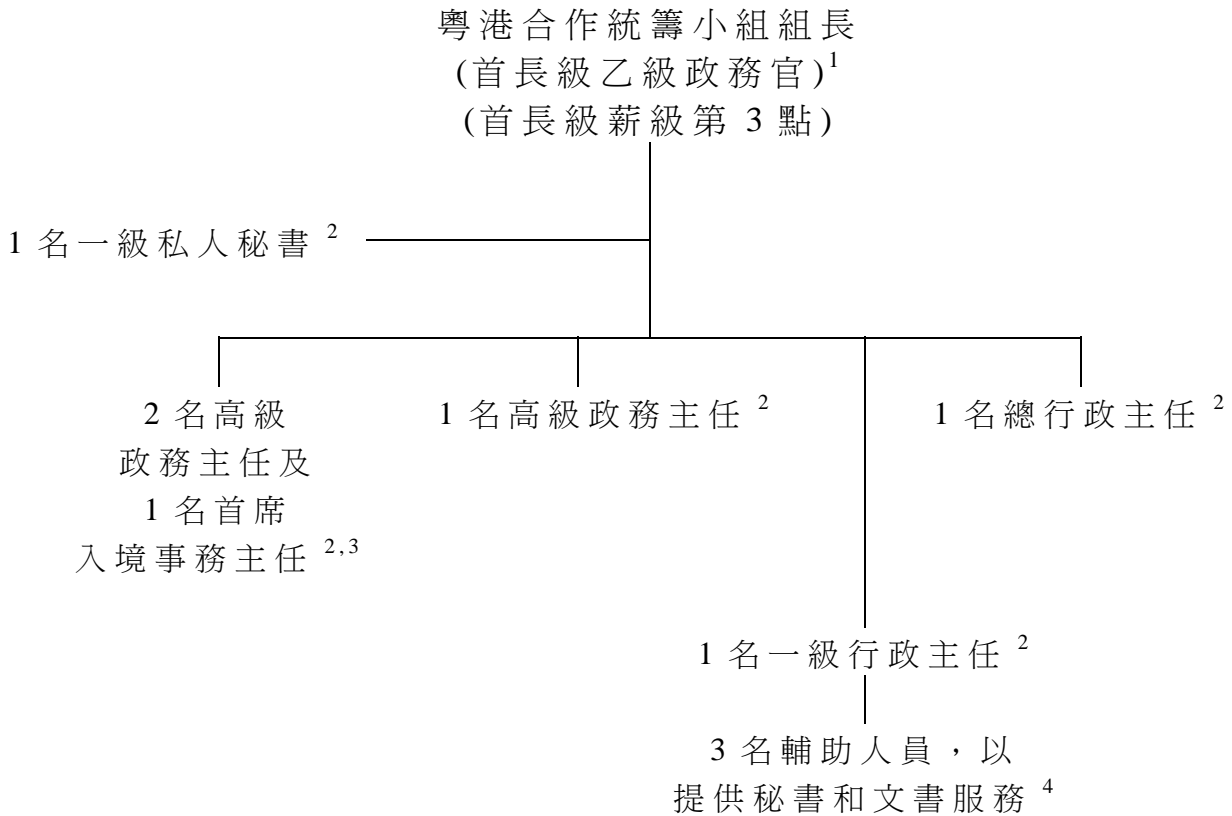 粵港合作統籌小組組長
(首長級乙級政務官)1
(首長級薪級第 3 點)
1 名一級私人秘書 2
2 名高級
政務主任及
1 名首席
入境事務主任 2,3
1 名高級政務主任 2
1 名總行政主任 2
1 名一級行政主任 2
3 名輔助人員，以
提供秘書和文書服務 4